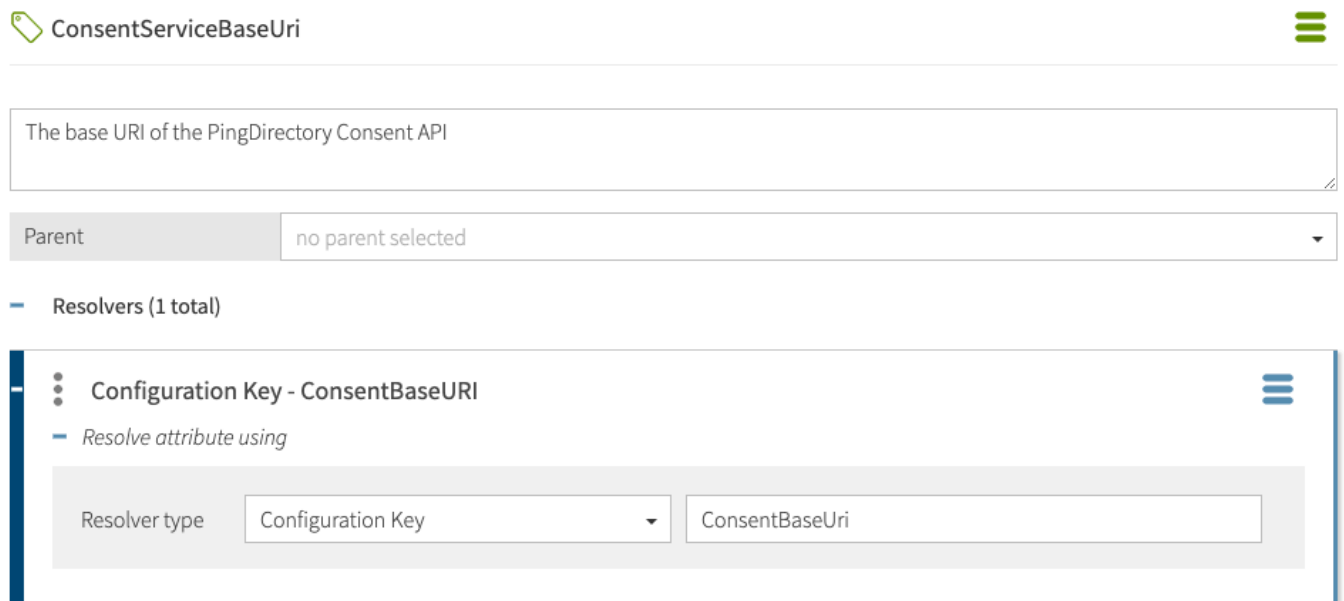 ConsentServiceBaseUri
The base URI of the PingDirectory Consent API
Parent
no parent selected
Resolvers (1 total)
Configuration Key - ConsentBaseURI
Resolve attribute using
Resolver type
Configuration Key
ConsentBaseUri